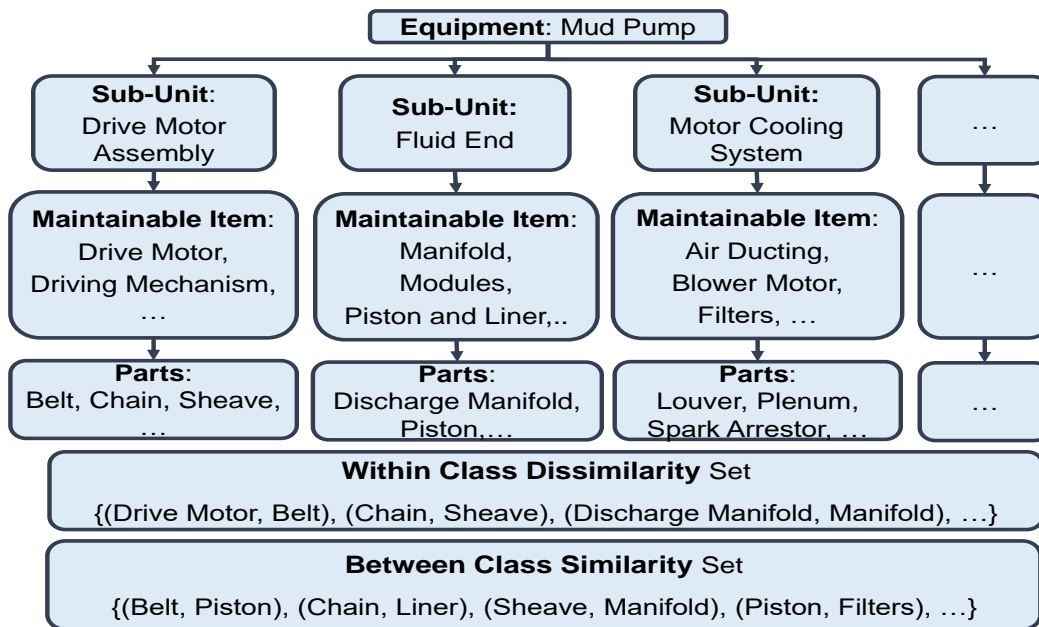 Equipment: Mud Pump
Sub-Unit:
Drive Motor
Assembly
Sub-Unit:
Fluid End
Sub-Unit:
Motor Cooling
System
…
Maintainable Item:
Drive Motor,
Driving Mechanism,
…
Maintainable Item:
Manifold,
Modules,
Piston and Liner,..
Maintainable Item:
Air Ducting,
Blower Motor,
Filters, …
…
Parts:
Belt, Chain, Sheave,
…
Parts:
Discharge Manifold,
Piston,…
Parts:
Louver, Plenum,
Spark Arrestor, …
…
Within Class Dissimilarity Set
{(Drive Motor, Belt), (Chain, Sheave), (Discharge Manifold, Manifold), …}
Between Class Similarity Set
{(Belt, Piston), (Chain, Liner), (Sheave, Manifold), (Piston, Filters), …}